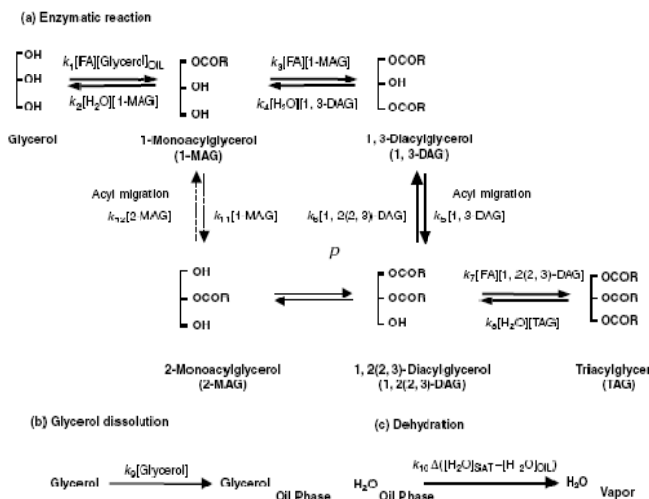 (a) Enzymatic reaction
OH
OH
OH
Glycerol
k₁[FA][Glycerol]OIL
k₂[H₂O][1-MAG]
OCOR
OH
OH
1-Monoacylglycerol
(1-MAG)
k₃[FA][1-MAG]
k₄[H₂O][1, 3-DAG]
OCOR
OH
OCOR
1, 3-Diacylglycerol
(1, 3-DAG)
Acyl migration
k₁₂[2-MAG]
k₁₁[1-MAG]
k₆[1, 2(2, 3)-DAG]
Acyl migration
k₅[1, 3-DAG]
p
OH
OCOR
OH
2-Monoacylglycerol
(2-MAG)
OCOR
OCOR
OH
1, 2(2, 3)-Diacylglycerol
(1, 2(2, 3)-DAG)
k₇[FA][1, 2(2, 3)-DAG]
k₈[H₂O][TAG]
OCOR
OCOR
OCOR
Triacylglycer
(TAG)
(b) Glycerol dissolution
Glycerol
k₉[Glycerol]
Glycerol Oil Phase
(c) Dehydration
H₂O Oil Phase
k₁₀Δ([H₂O]SAT–[H₂O]OIL)
H₂O Vapor